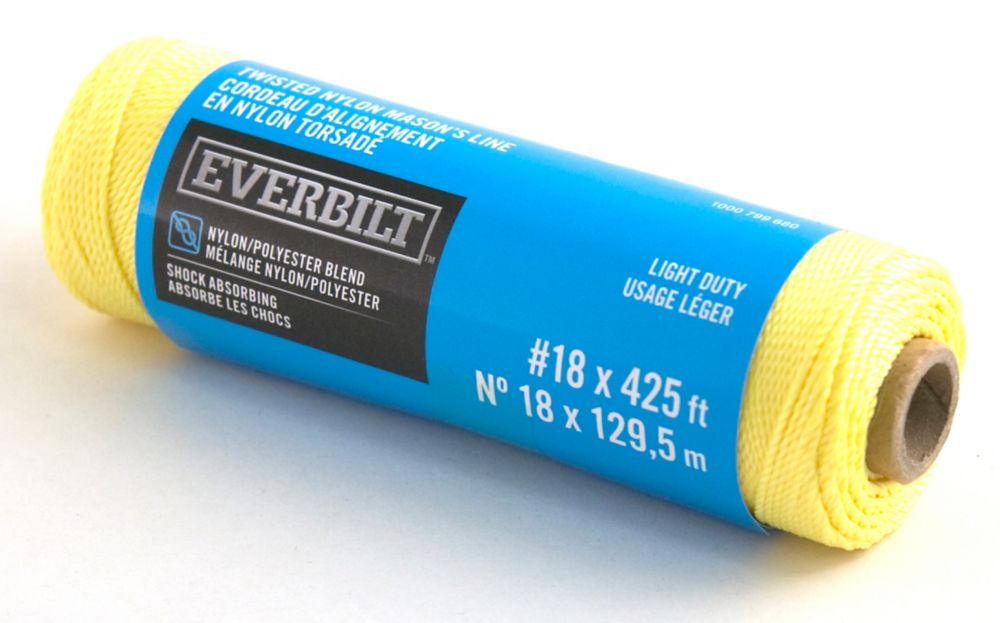 TWISTED NYLON MASON'S LINE
CORDEAU D'ALIGNEMENT
EN NYLON TORSADÉ
EVERBILT™
NYLON/POLYESTER BLEND
MÉLANGE NYLON/POLYESTER
SHOCK ABSORBING
ABSORBE LES CHOCS
1000 799 680
LIGHT DUTY
USAGE LÉGER
#18 x 425 ft
Nº 18 x 129,5 m